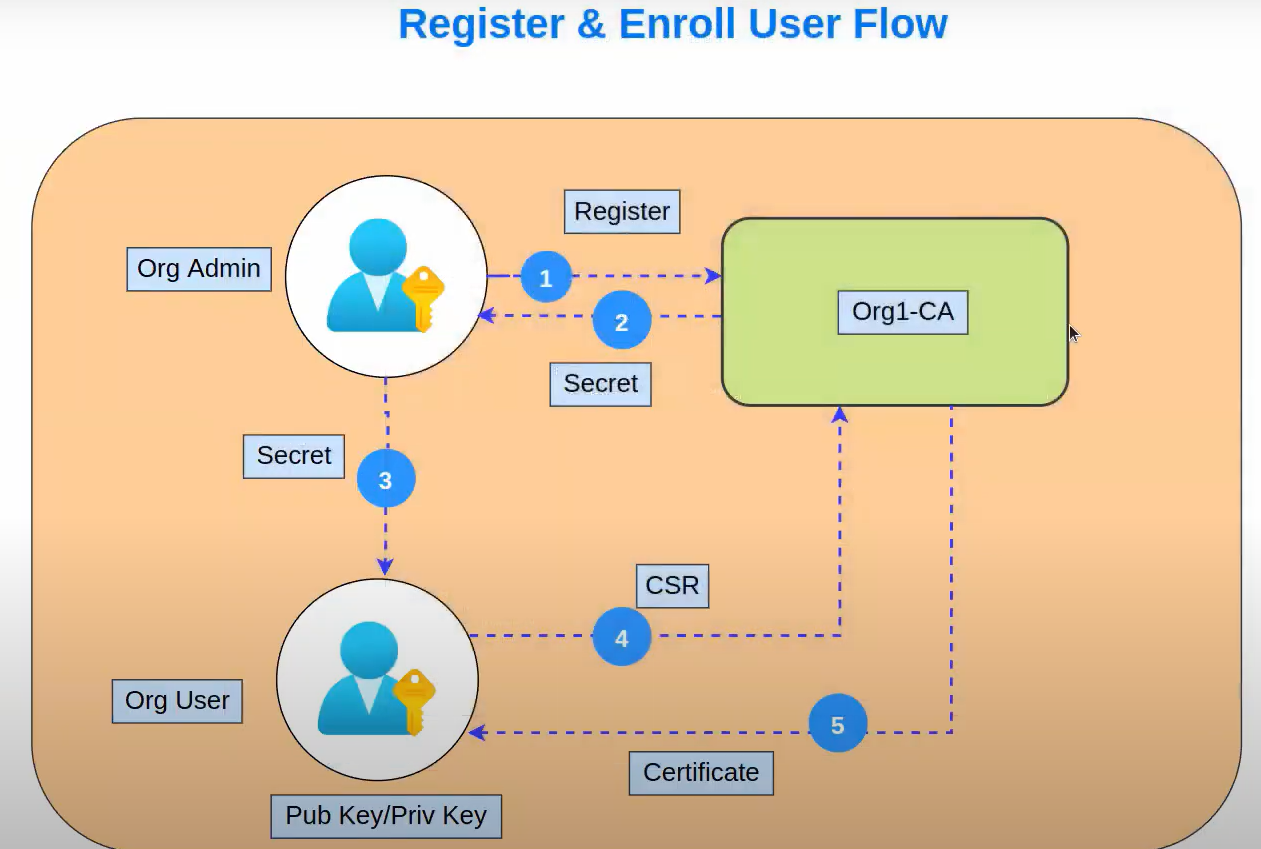 Register & Enroll User Flow
Register
Org Admin
1
Org1-CA
2
Secret
Secret
3
CSR
4
Org User
5
Certificate
Pub Key/Priv Key